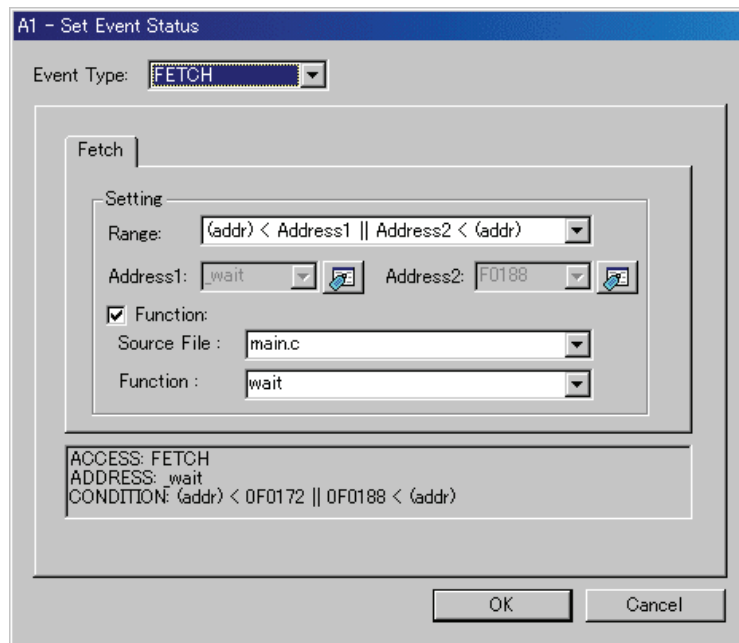 A1 - Set Event Status
Event Type: FETCH
Fetch
Setting
Range: (addr) < Address1 || Address2 < (addr)
Address1: _wait Address2: F0188
Function:
Source File : main.c
Function : wait
ACCESS: FETCH
ADDRESS: _wait
CONDITION: (addr) < 0F0172 || 0F0188 < (addr)
OK Cancel